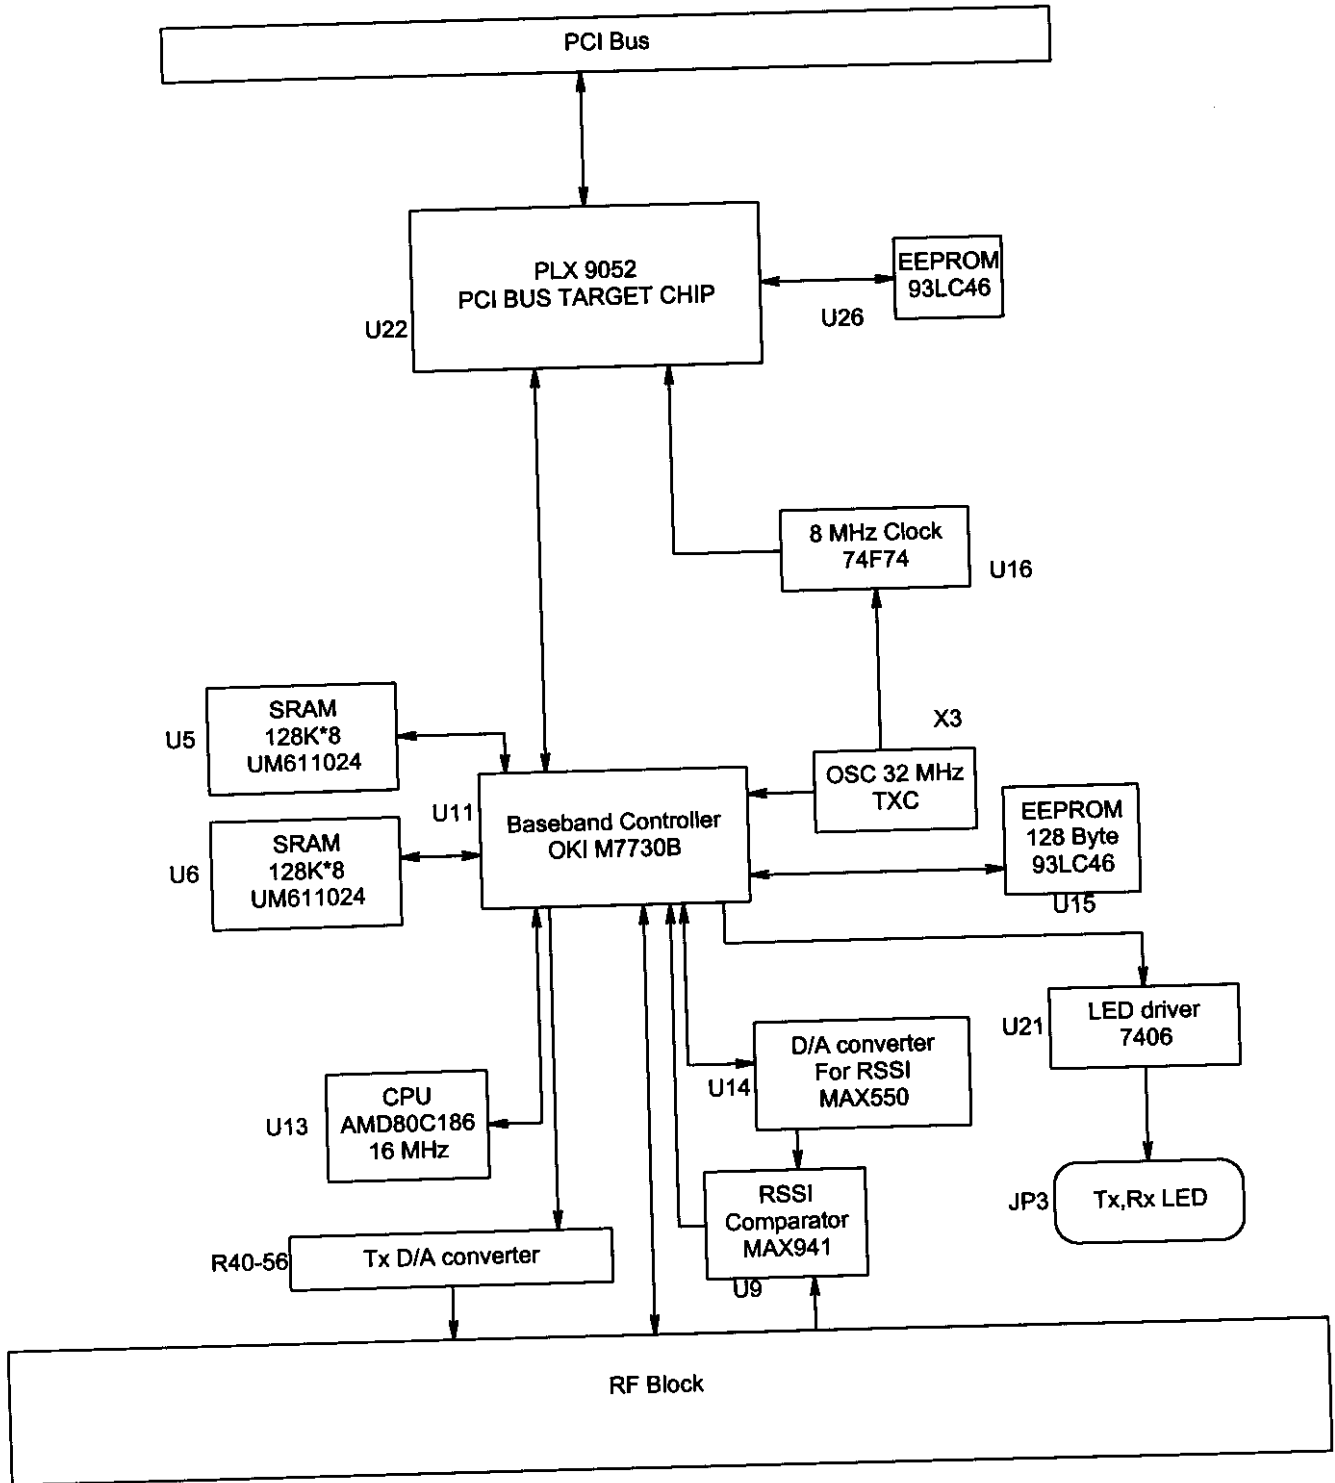 PCI Bus
PLX 9052
PCI BUS TARGET CHIP
U22
EEPROM
93LC46
U26
8 MHz Clock
74F74
U16
SRAM
128K*8
UM611024
U5
X3
OSC 32 MHz
TXC
U11
Baseband Controller
OKI M7730B
EEPROM
128 Byte
93LC46
U15
SRAM
128K*8
UM611024
U6
LED driver
7406
U21
D/A converter
For RSSI
MAX550
U14
CPU
AMD80C186
16 MHz
U13
RSSI
Comparator
MAX941
U9
JP3
Tx,Rx LED
R40-56
Tx D/A converter
RF Block